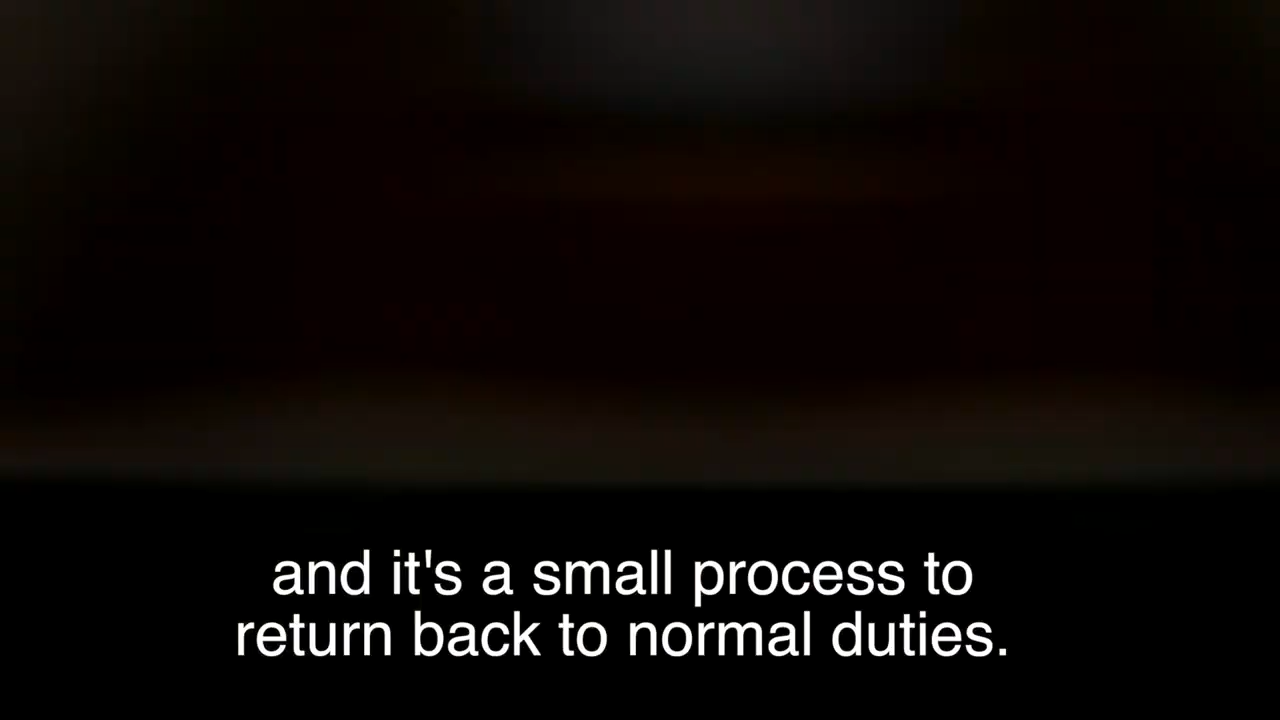 and it's a small process to
return back to normal duties.